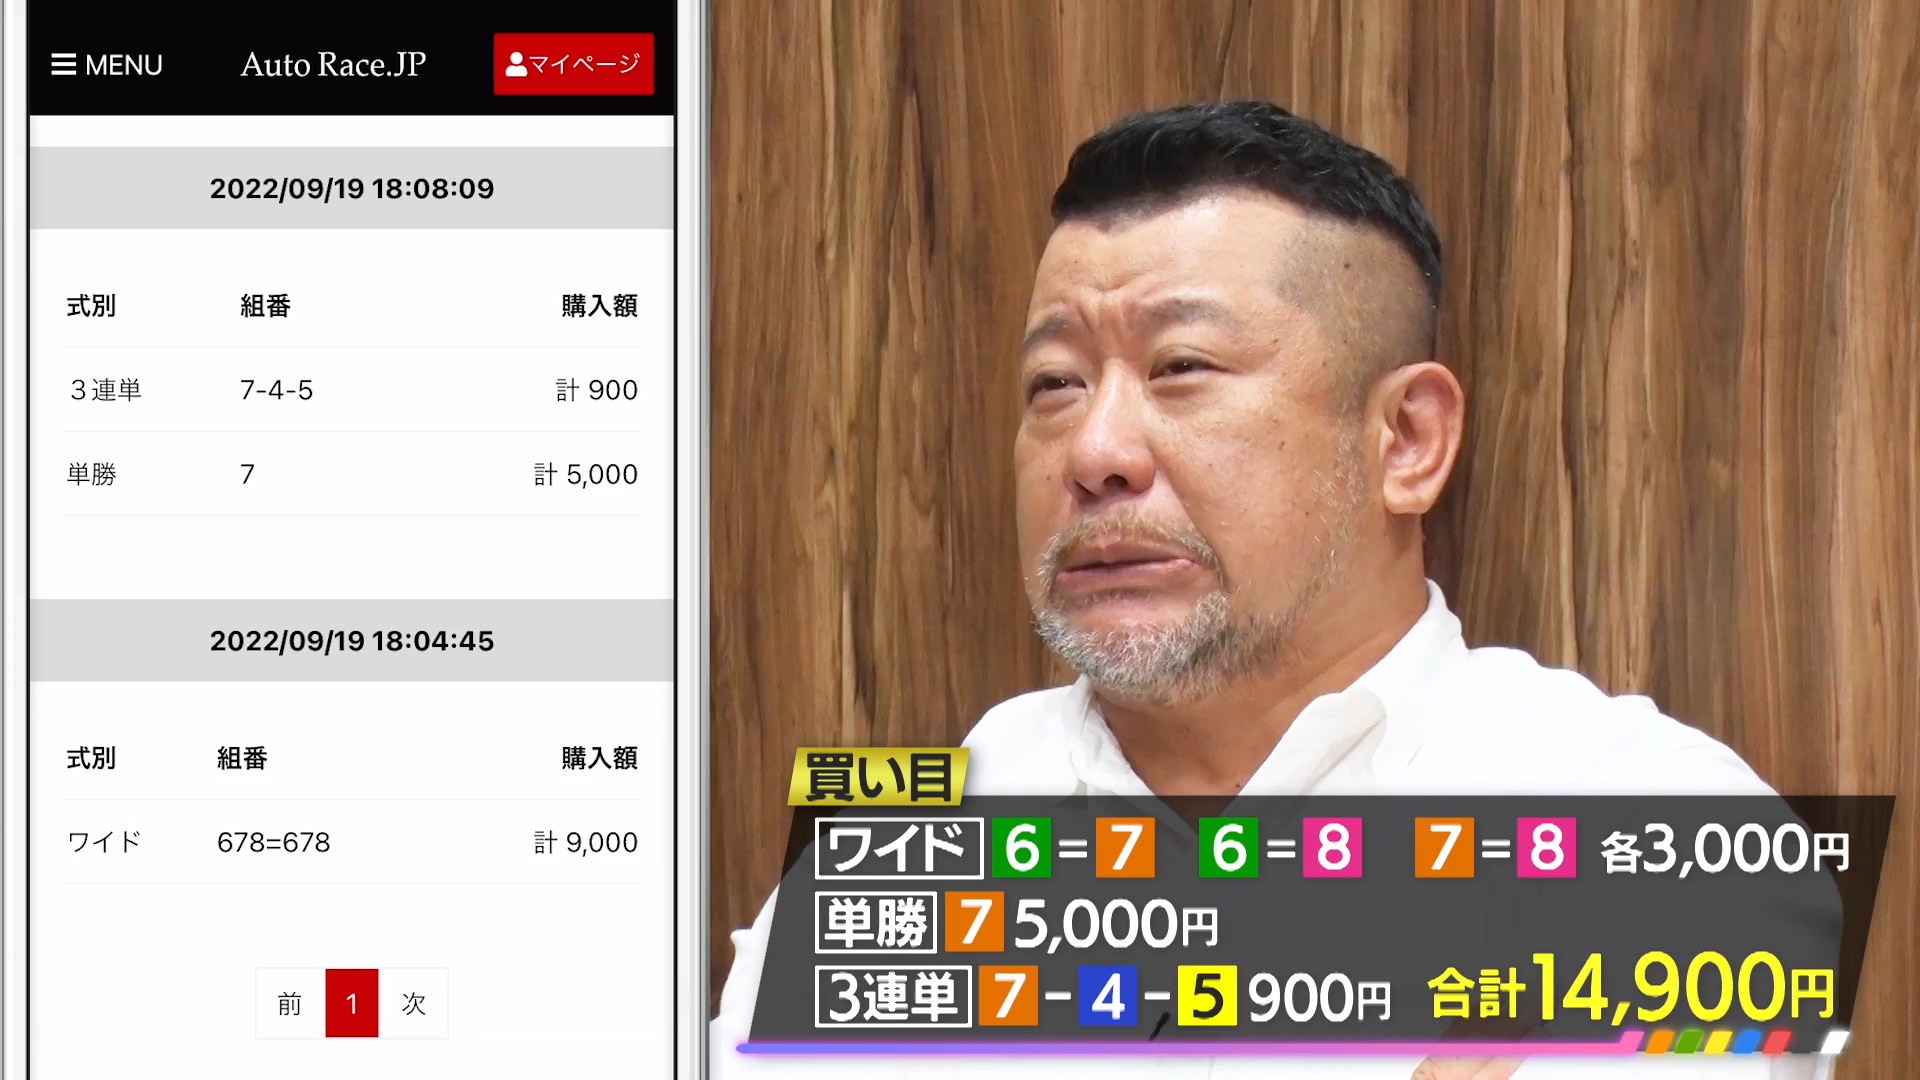 MENU
Auto Race.JP
マイページ
2022/09/19 18:08:09
式別 組番 購入額
3連単 7-4-5 計 900
単勝 7 計 5,000
2022/09/19 18:04:45
式別 組番 購入額
ワイド 678=678 計 9,000
前 1 次
買い目
ワイド 6=7 6=8 7=8 各3,000円
単勝 7 5,000円
3連単 7-4-5 900円 合計14,900円